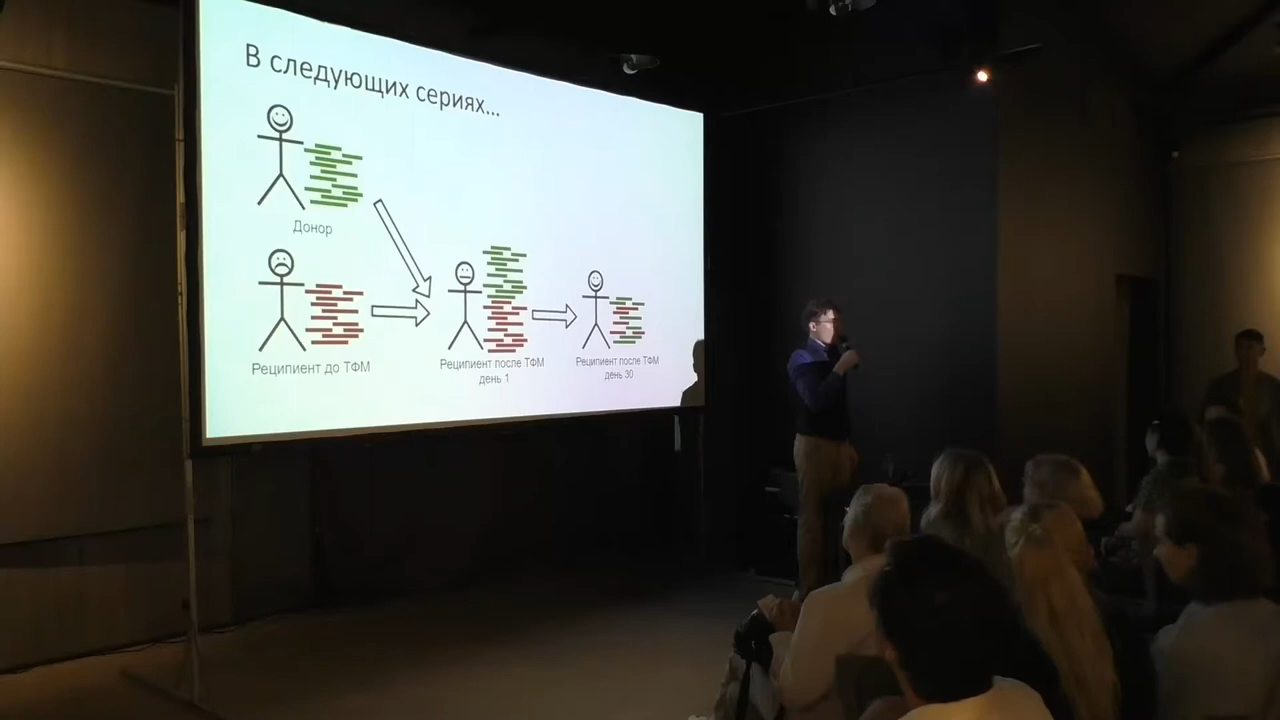 В следующих сериях...
Донор
Реципиент до ТФМ
Реципиент после ТФМ
день 1
Реципиент после ТФМ
день 30